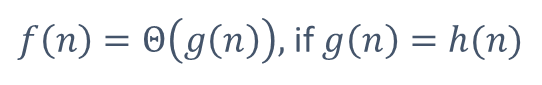 f(n) = Θ(g(n)), if g(n) = h(n)